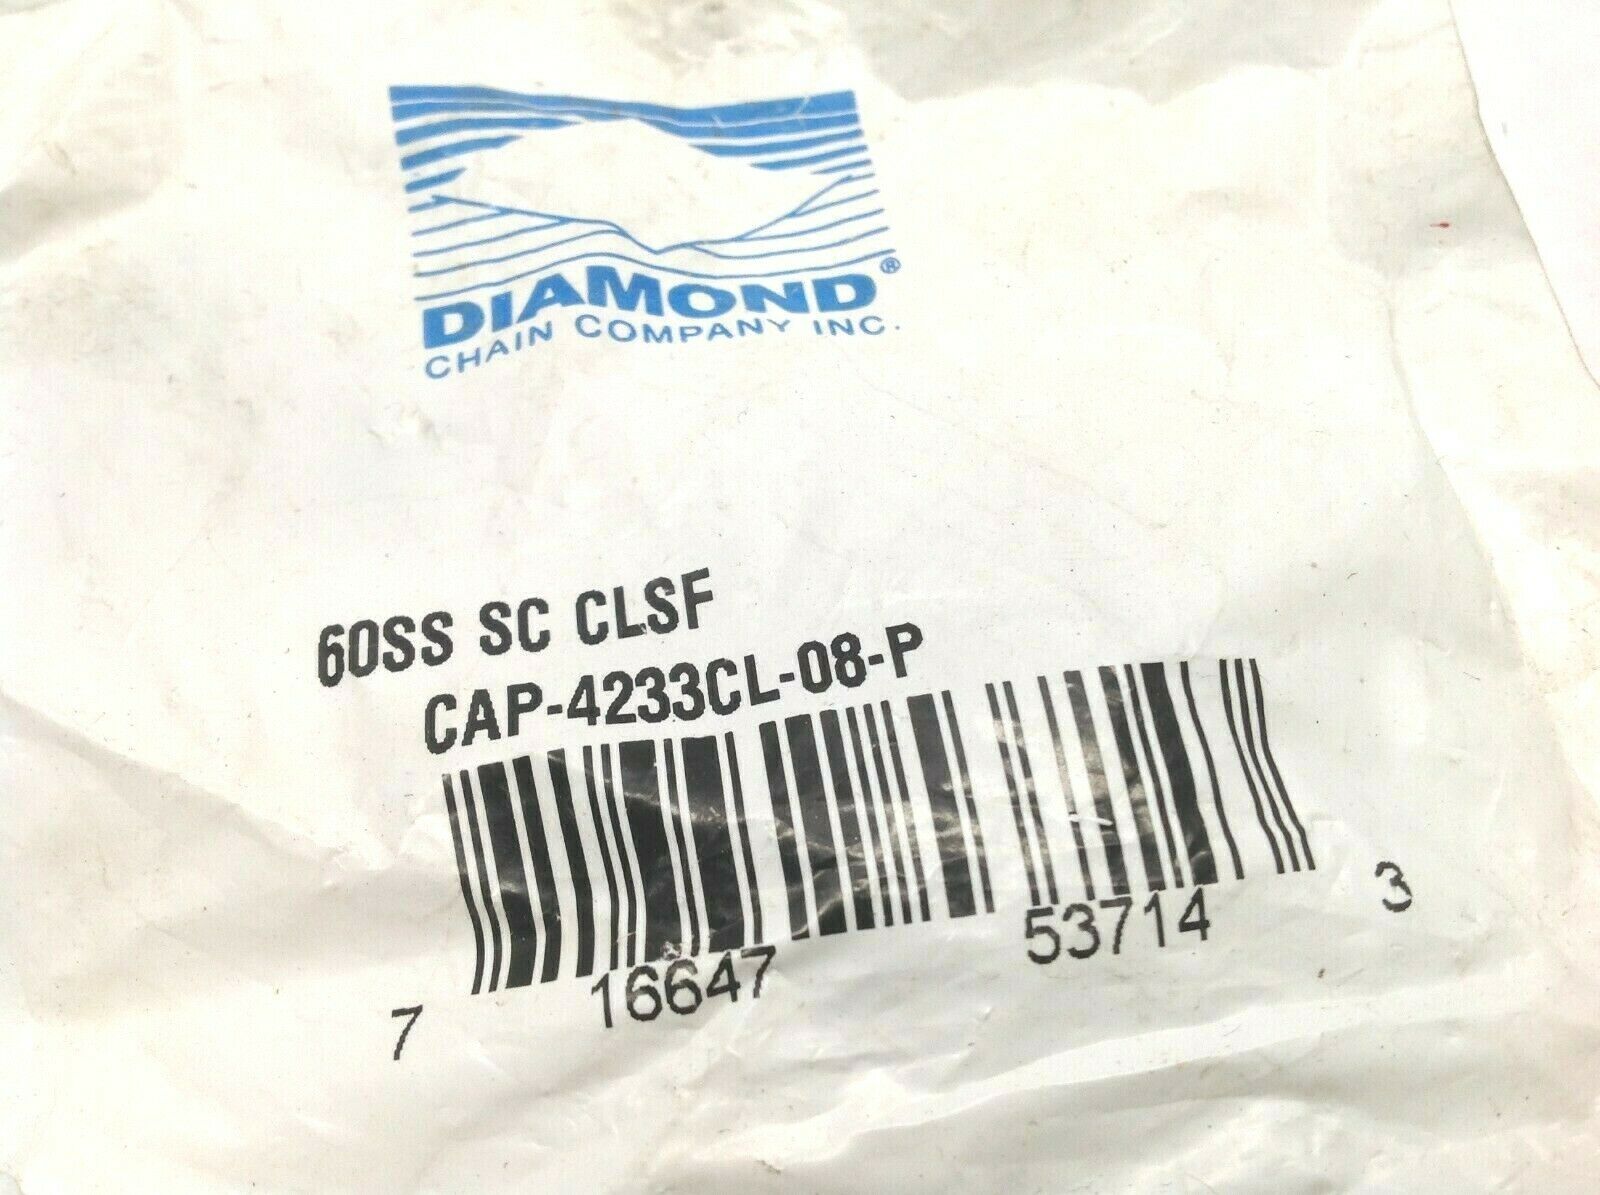 DIAMOND®
CHAIN COMPANY INC.
60SS SC CLSF
CAP-4233CL-08-P
7 16647 53714 3